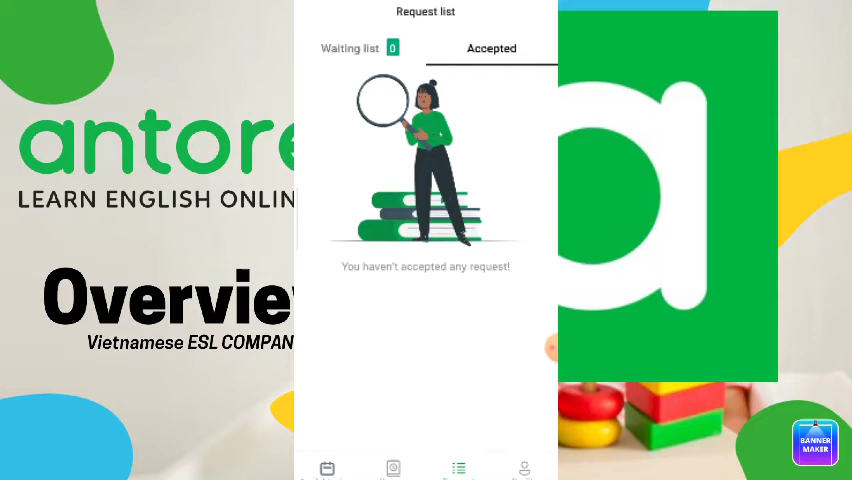 Request list
Waiting list 0
Accepted
antore
LEARN ENGLISH ONLIN
You haven't accepted any request!
Overvie
Vietnamese ESL COMPAN
BANNER
MAKER